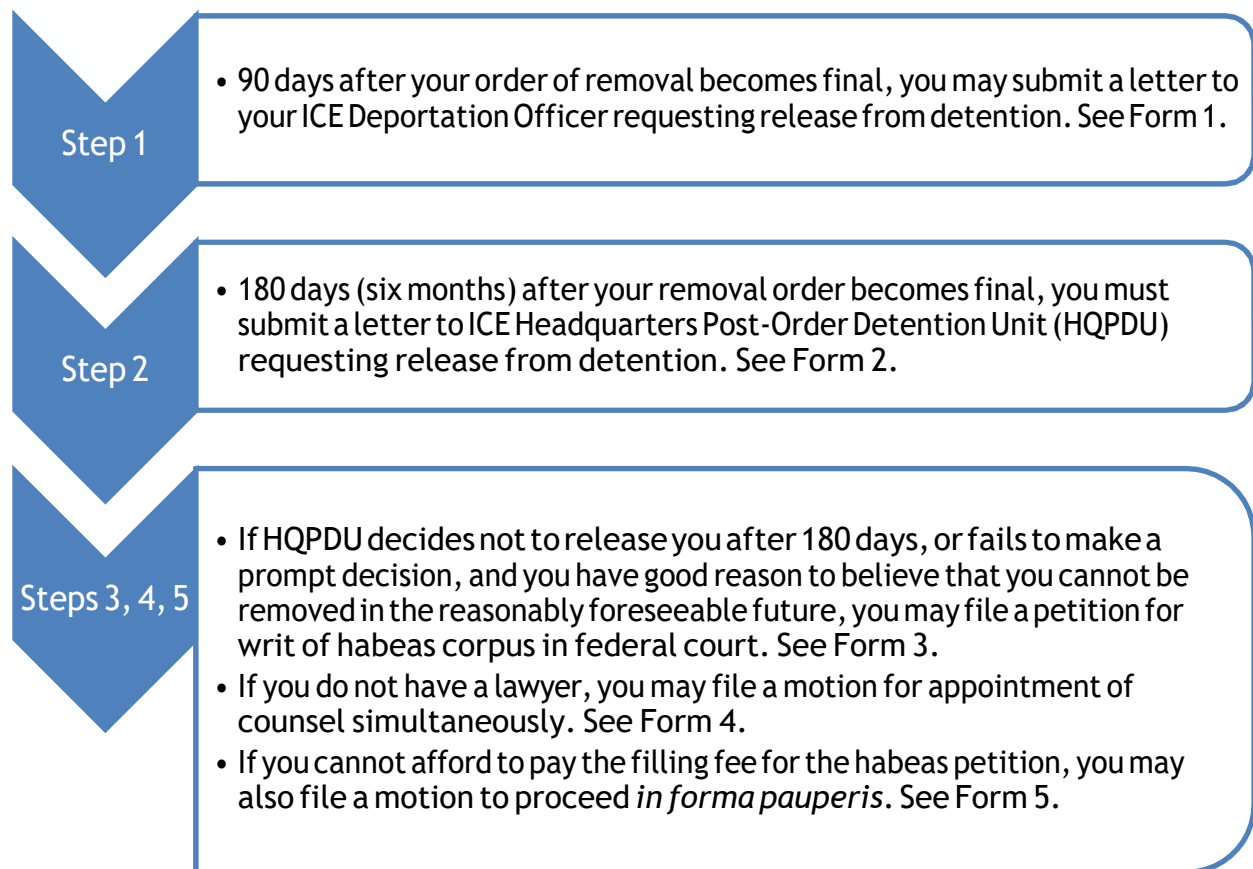 Step 1
• 90 days after your order of removal becomes final, you may submit a letter to
your ICE Deportation Officer requesting release from detention. See Form 1.
Step 2
• 180 days (six months) after your removal order becomes final, you must
submit a letter to ICE Headquarters Post-Order Detention Unit (HQPDU)
requesting release from detention. See Form 2.
Steps 3, 4, 5
• If HQPDU decides not to release you after 180 days, or fails to make a
prompt decision, and you have good reason to believe that you cannot be
removed in the reasonably foreseeable future, you may file a petition for
writ of habeas corpus in federal court. See Form 3.
• If you do not have a lawyer, you may file a motion for appointment of
counsel simultaneously. See Form 4.
• If you cannot afford to pay the filling fee for the habeas petition, you may
also file a motion to proceed in forma pauperis. See Form 5.